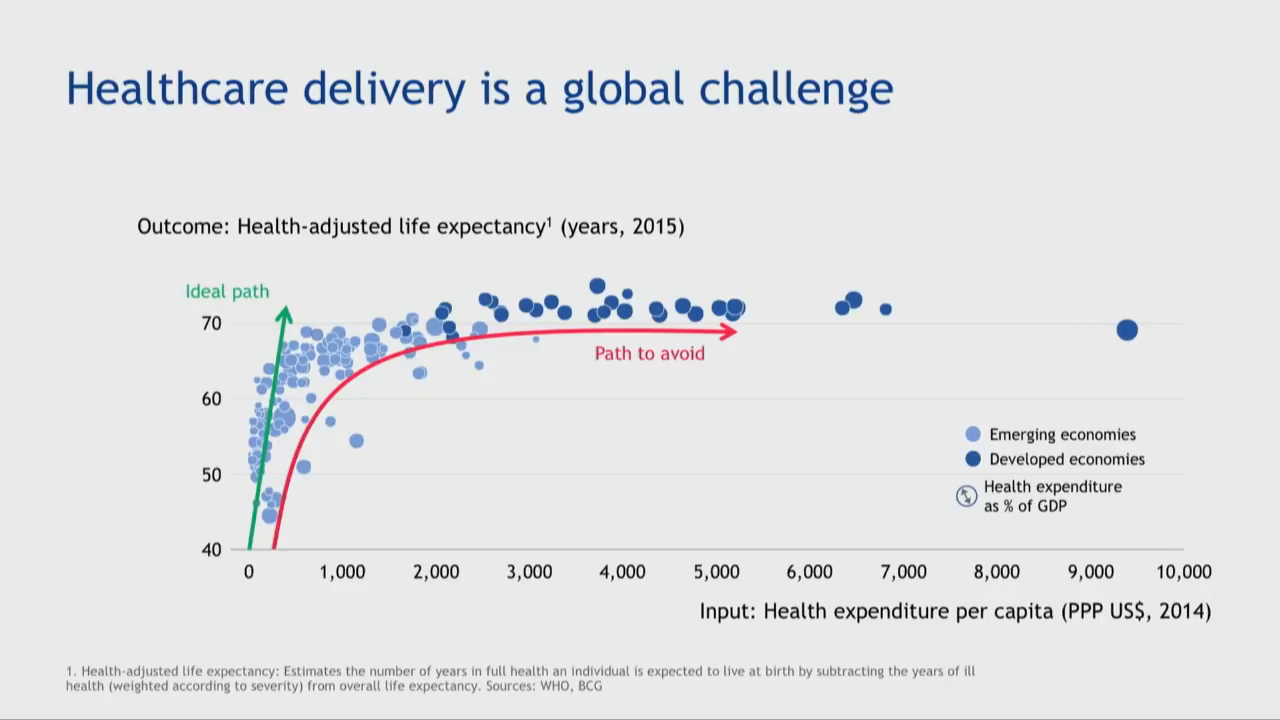 Healthcare delivery is a global challenge
Outcome: Health-adjusted life expectancy¹ (years, 2015)
Ideal path
70
Path to avoid
60
Emerging economies
Developed economies
50
Health expenditure
as % of GDP
40
0 1,000 2,000 3,000 4,000 5,000 6,000 7,000 8,000 9,000 10,000
Input: Health expenditure per capita (PPP US$, 2014)
1. Health-adjusted life expectancy: Estimates the number of years in full health an individual is expected to live at birth by subtracting the years of ill
health (weighted according to severity) from overall life expectancy. Sources: WHO, BCG